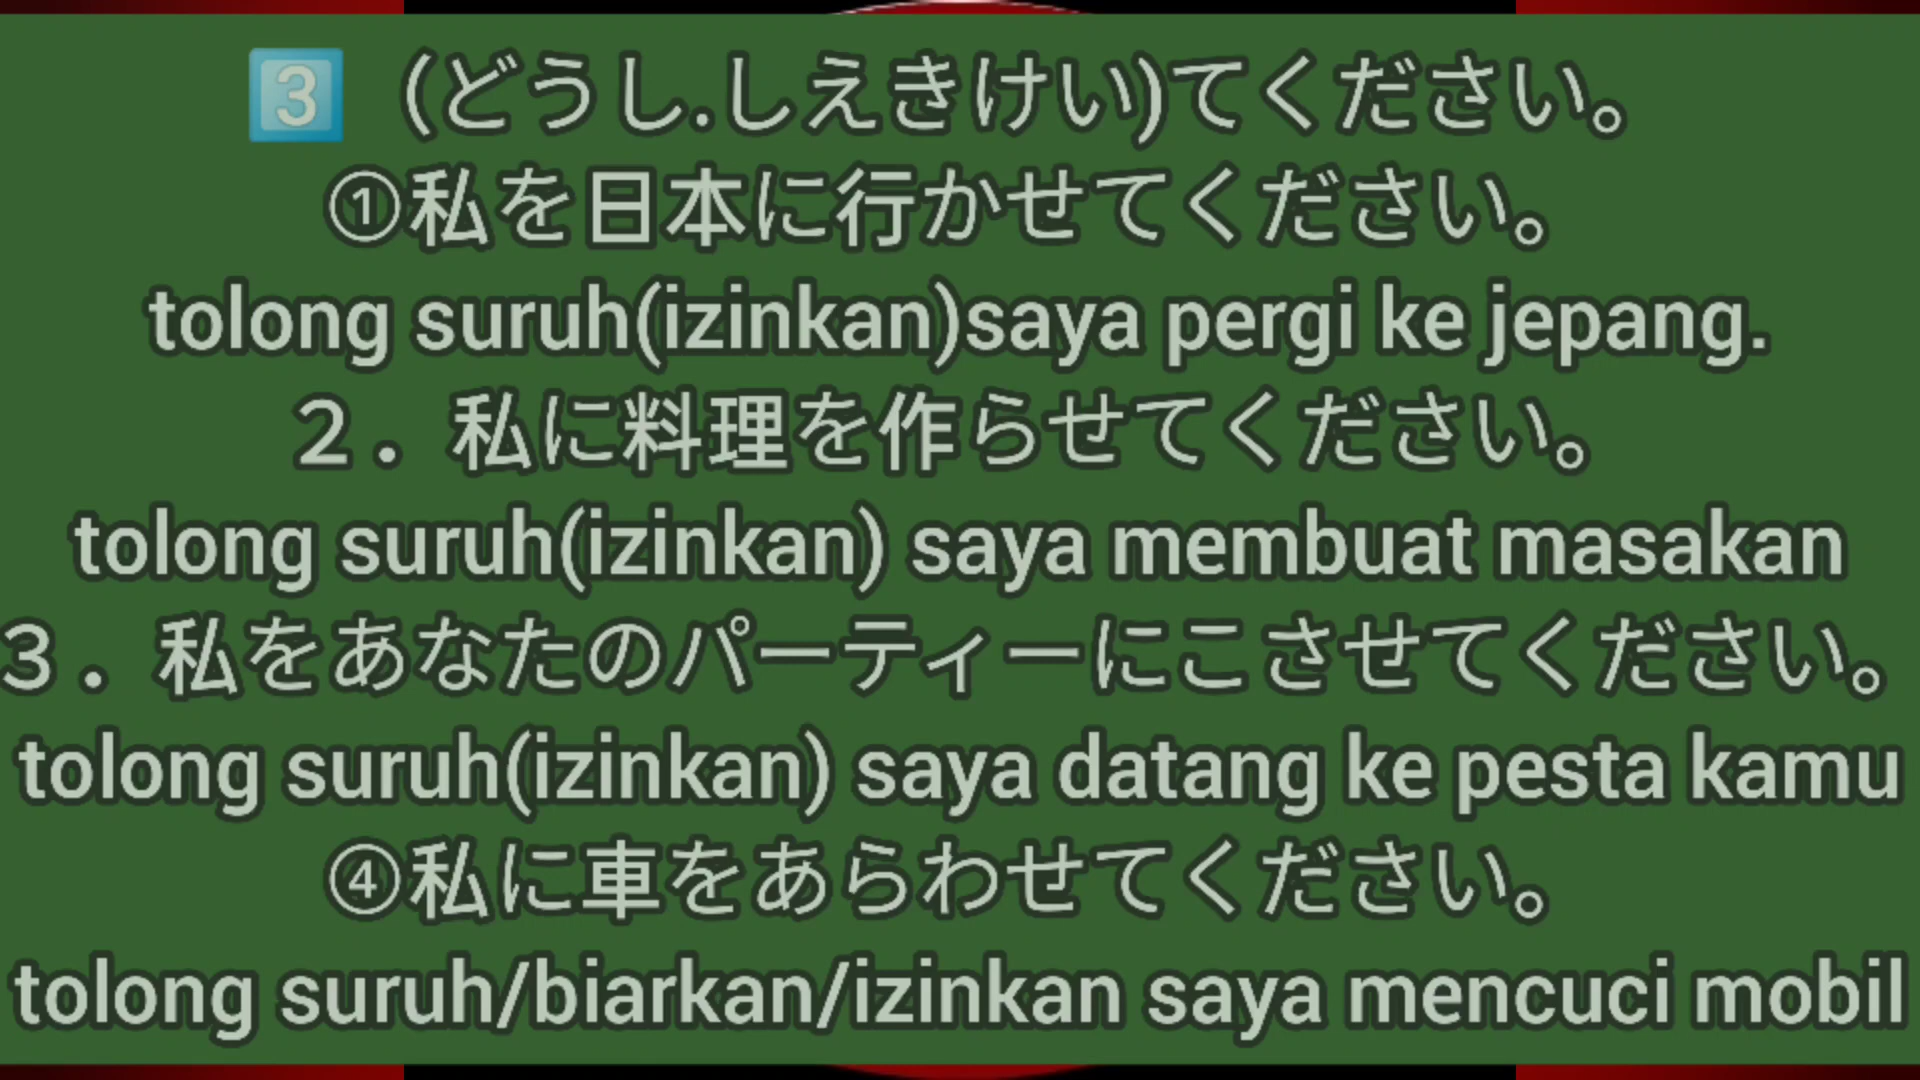 3️⃣ (どうし.しえきけい)てください。
①私を日本に行かせてください。
tolong suruh(izinkan)saya pergi ke jepang.
２．私に料理を作らせてください。
tolong suruh(izinkan) saya membuat masakan
３．私をあなたのパーティーにこさせてください。
tolong suruh(izinkan) saya datang ke pesta kamu
④私に車をあらわせてください。
tolong suruh/biarkan/izinkan saya mencuci mobil